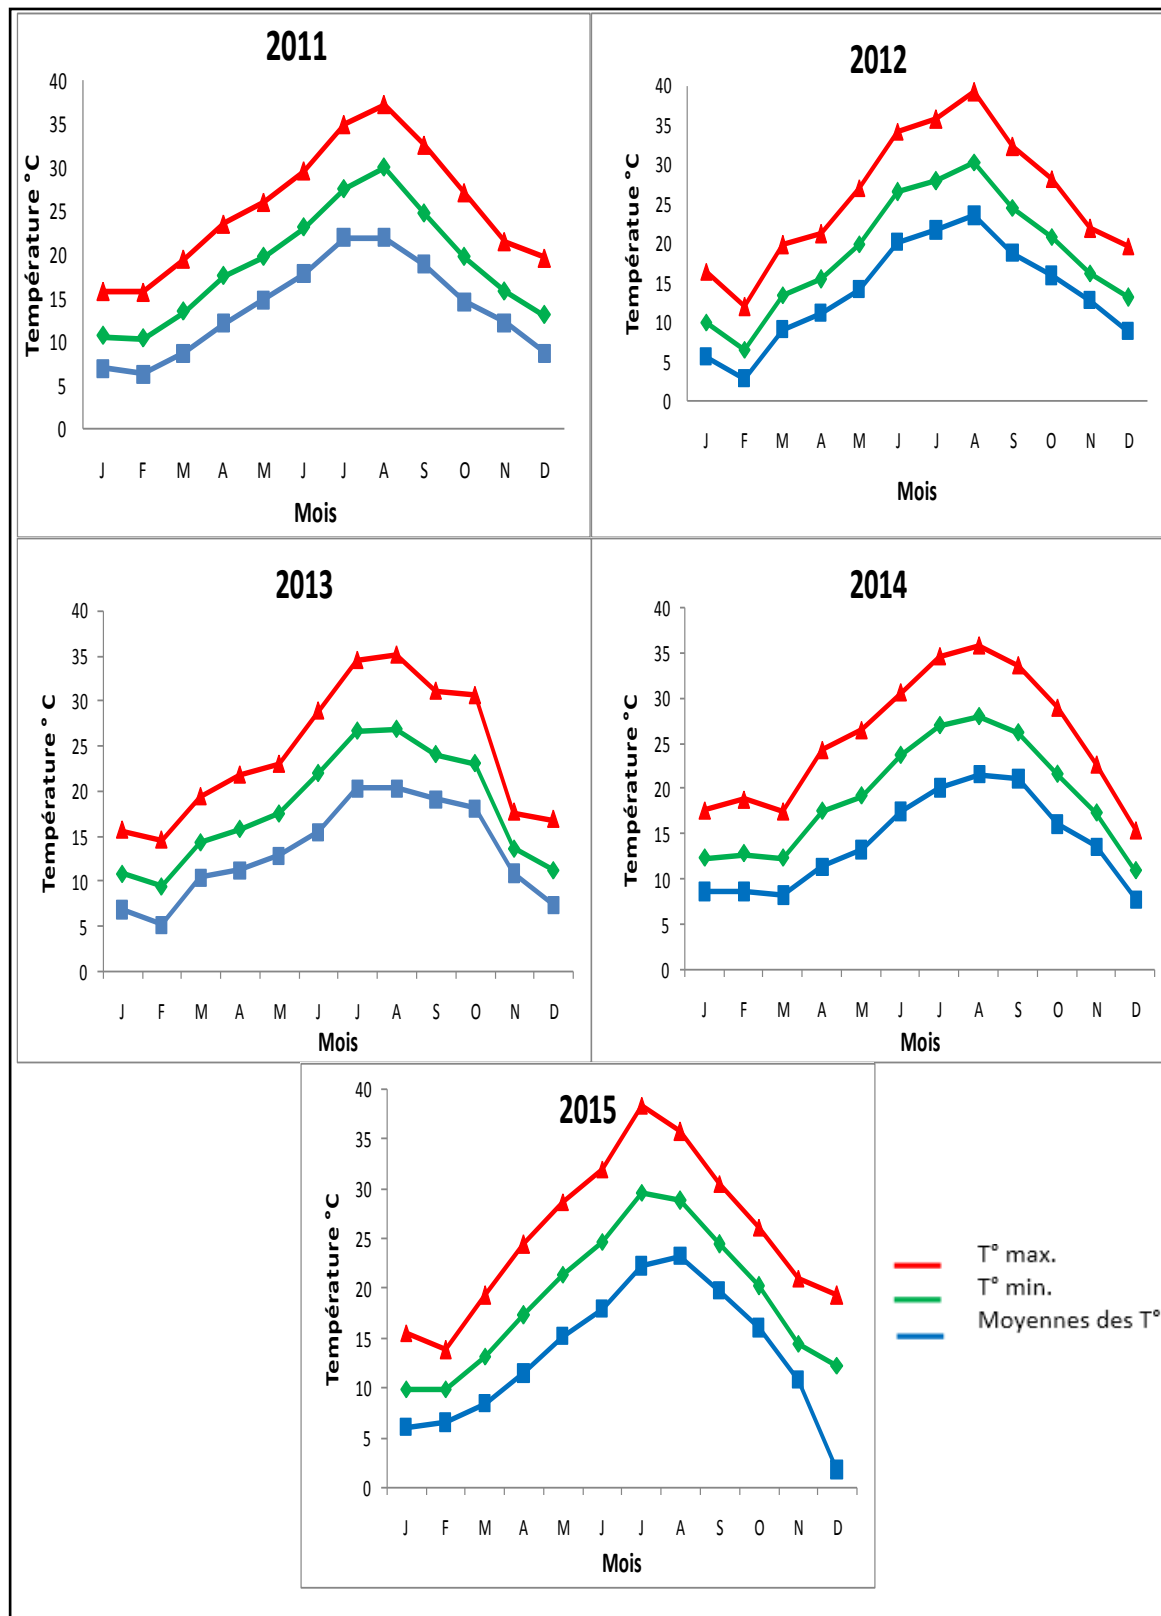 2011
Température °C
40
35
30
25
20
15
10
5
0
J F M A M J J A S O N D
Mois
2012
Températue °C
40
35
30
25
20
15
10
5
0
J F M A M J J A S O N D
Mois
2013
Température ° C
40
35
30
25
20
15
10
5
0
J F M A M J J A S O N D
Mois
2014
Température °C
40
35
30
25
20
15
10
5
0
J F M A M J J A S O N D
Mois
2015
Température °C
40
35
30
25
20
15
10
5
0
J F M A M J J A S O N D
Mois
T° max.
T° min.
Moyennes des T°